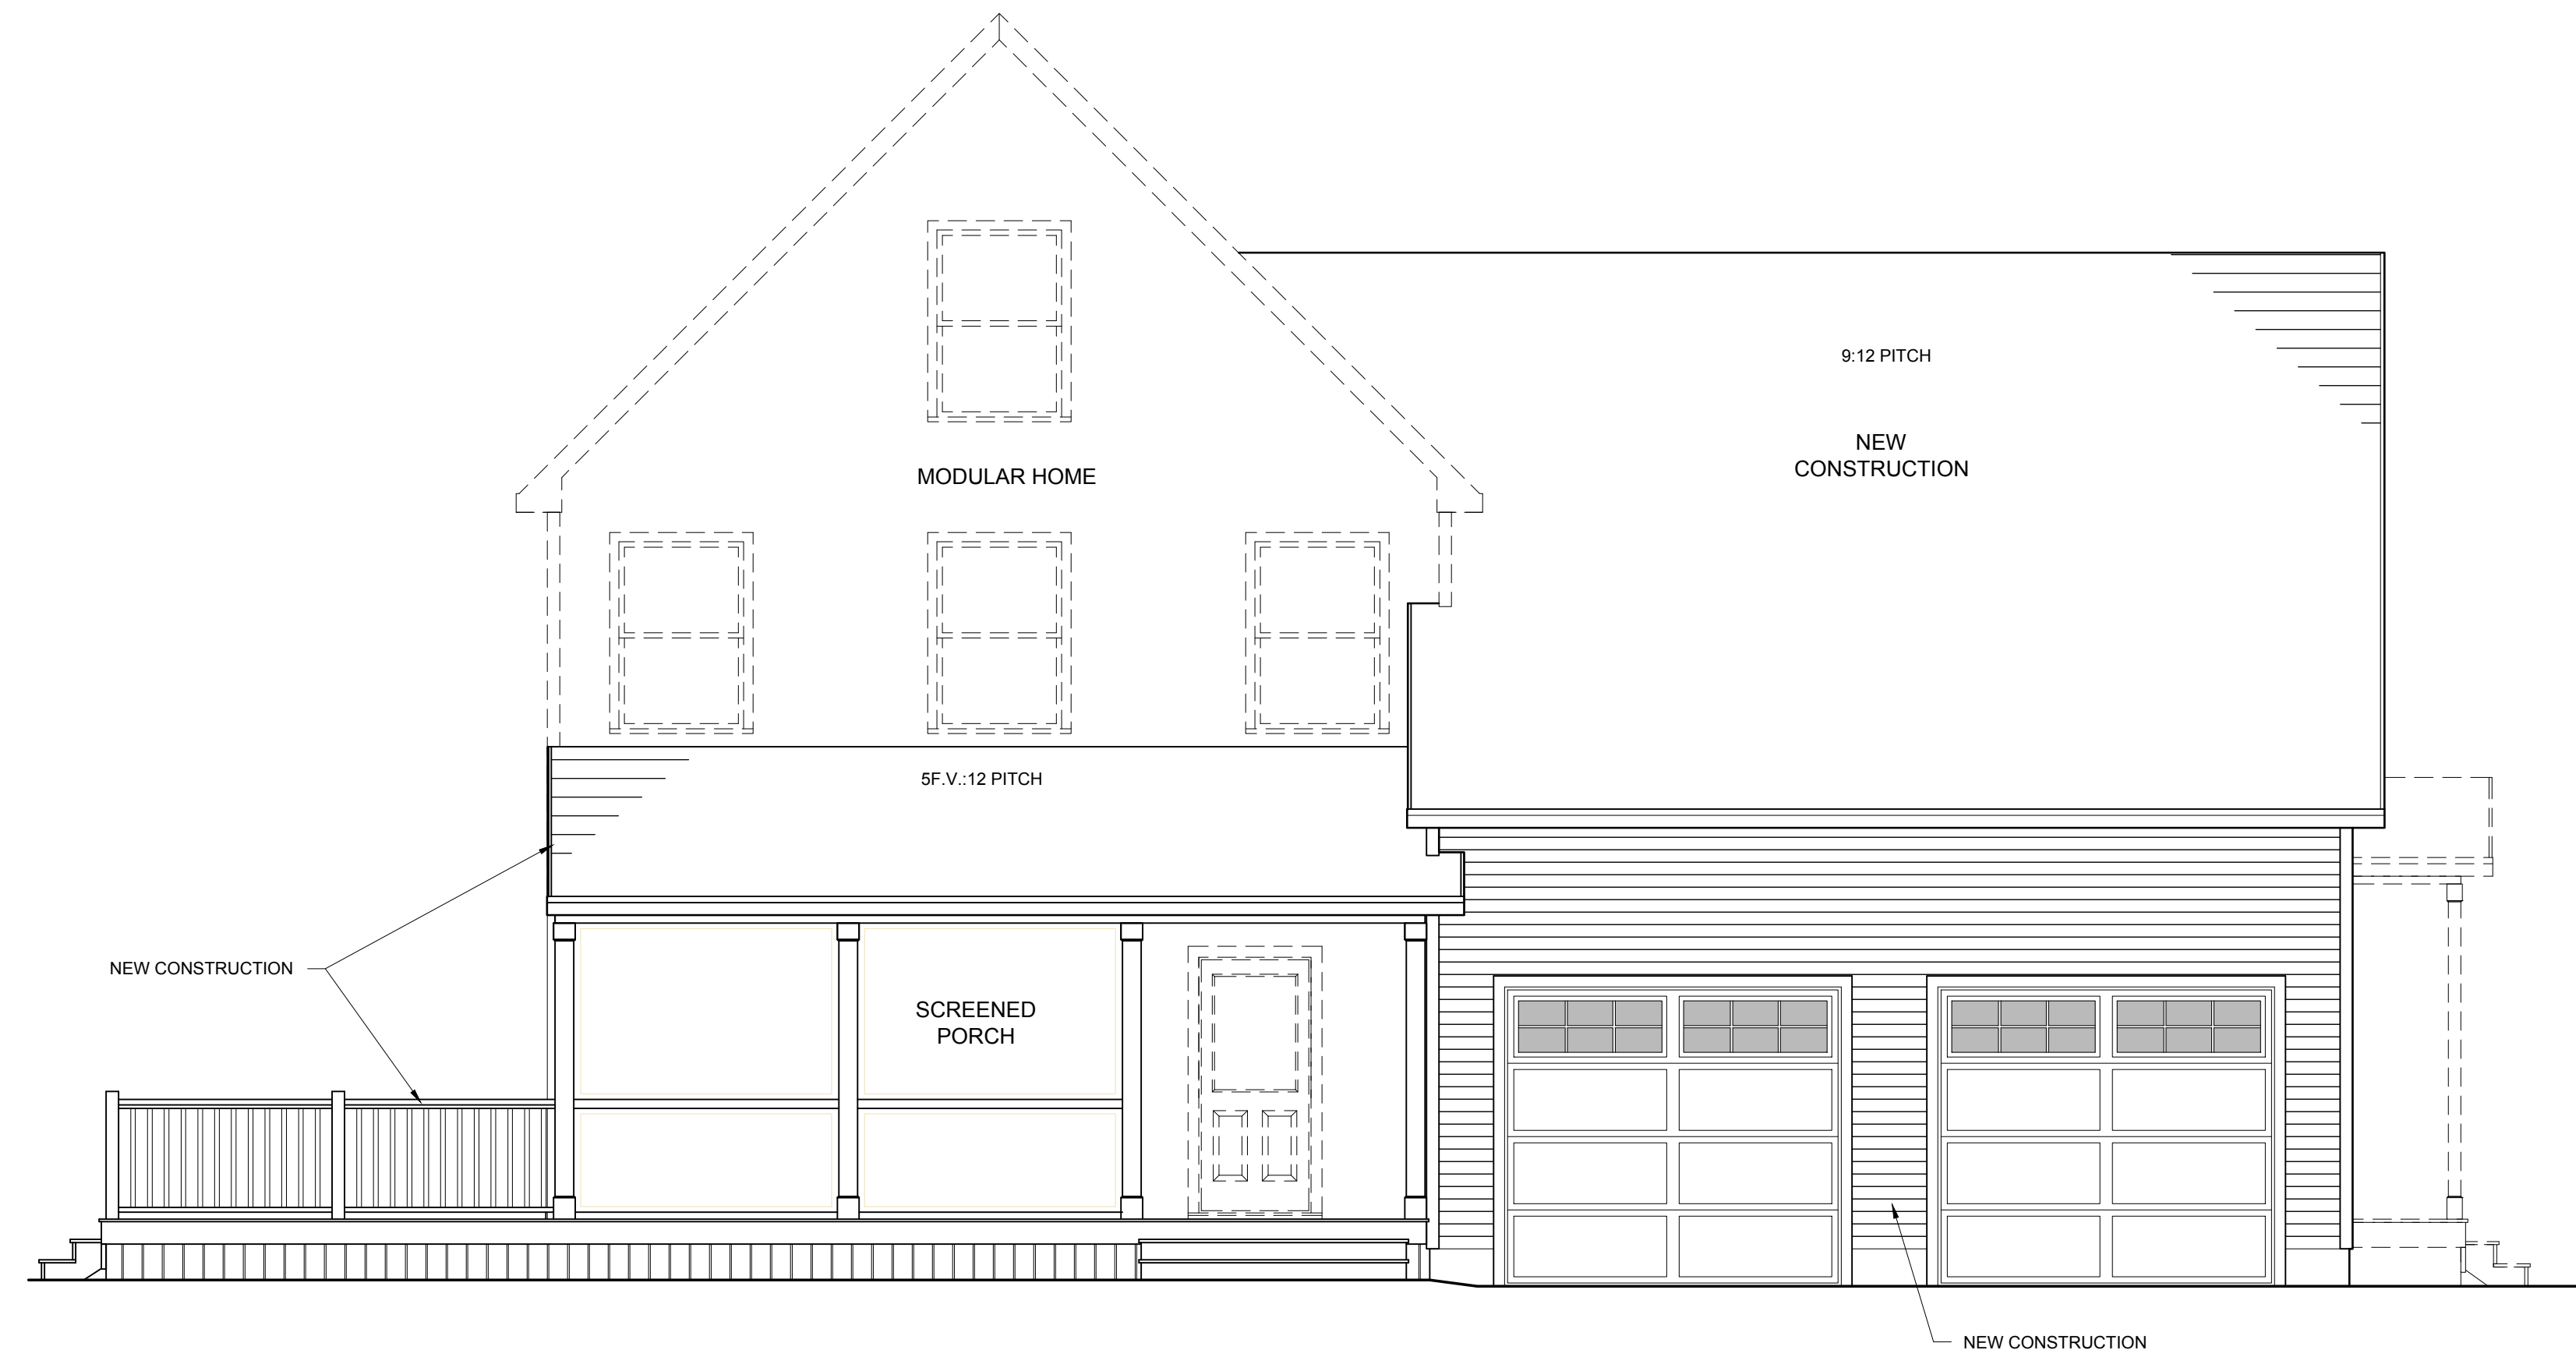 9:12 PITCH
NEW
CONSTRUCTION
MODULAR HOME
5F.V.:12 PITCH
NEW CONSTRUCTION
SCREENED
PORCH
NEW CONSTRUCTION